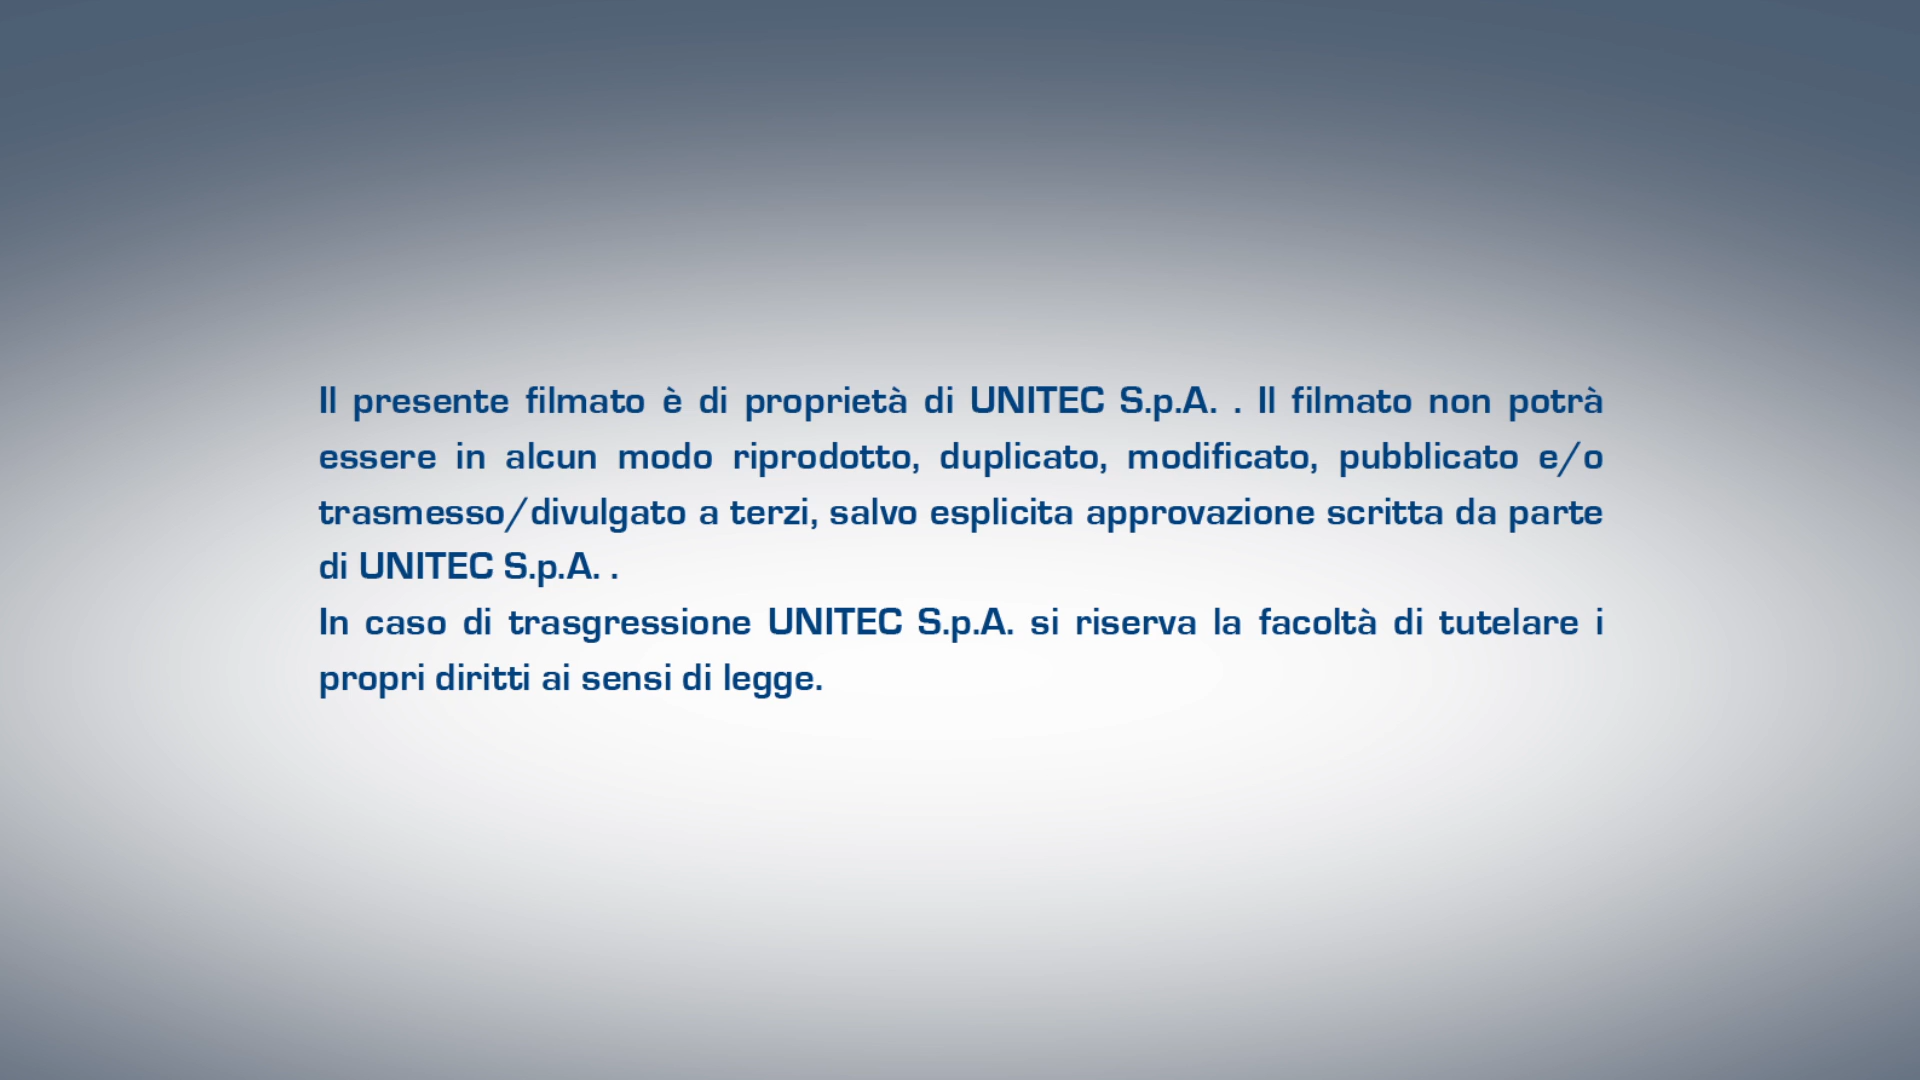 Il presente filmato è di proprietà di UNITEC S.p.A. . Il filmato non potrà
essere in alcun modo riprodotto, duplicato, modificato, pubblicato e/o
trasmesso/divulgato a terzi, salvo esplicita approvazione scritta da parte
di UNITEC S.p.A. .
In caso di trasgressione UNITEC S.p.A. si riserva la facoltà di tutelare i
propri diritti ai sensi di legge.